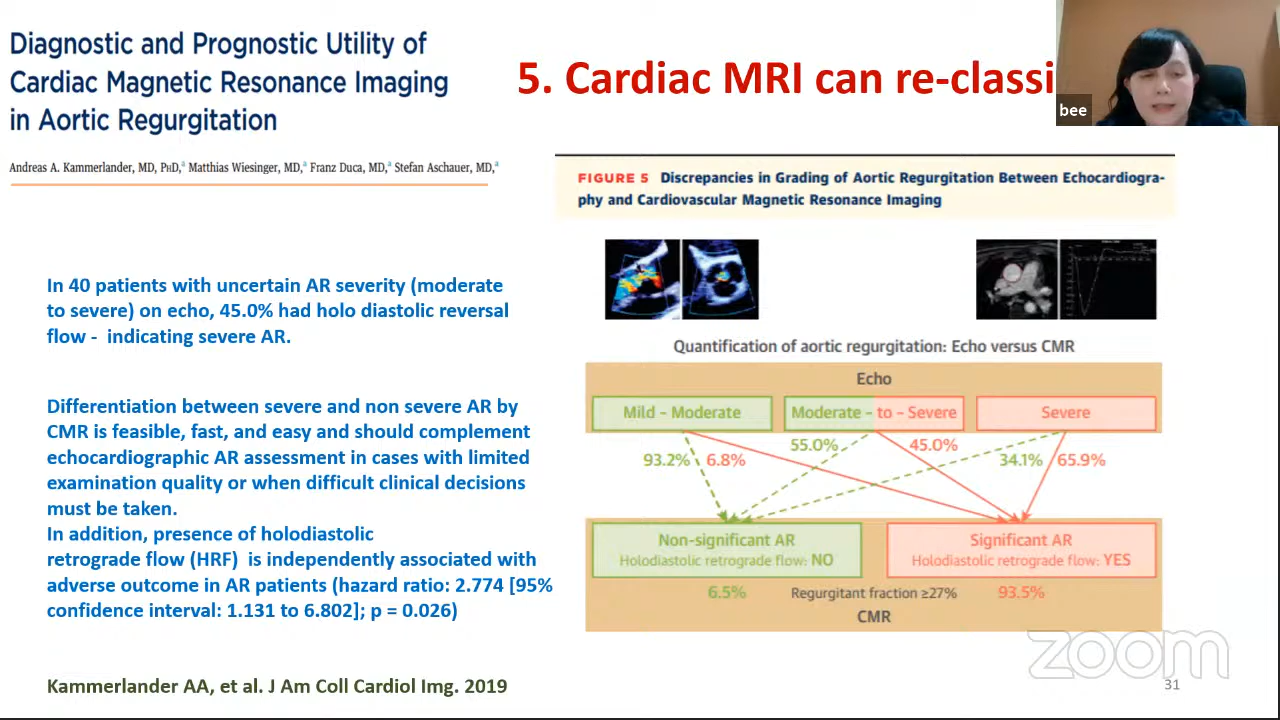 Diagnostic and Prognostic Utility of
Cardiac Magnetic Resonance Imaging
in Aortic Regurgitation
Andreas A. Kammerlander, MD, PhD,ᵃ Matthias Wiesinger, MD,ᵃ Franz Duca, MD,ᵃ Stefan Aschauer, MD,ᵃ
5. Cardiac MRI can re-classi
bee
In 40 patients with uncertain AR severity (moderate
to severe) on echo, 45.0% had holo diastolic reversal
flow - indicating severe AR.
Differentiation between severe and non severe AR by
CMR is feasible, fast, and easy and should complement
echocardiographic AR assessment in cases with limited
examination quality or when difficult clinical decisions
must be taken.
In addition, presence of holodiastolic
retrograde flow (HRF) is independently associated with
adverse outcome in AR patients (hazard ratio: 2.774 [95%
confidence interval: 1.131 to 6.802]; p = 0.026)
Kammerlander AA, et al. J Am Coll Cardiol Img. 2019
FIGURE 5 Discrepancies in Grading of Aortic Regurgitation Between Echocardiogra-
phy and Cardiovascular Magnetic Resonance Imaging
Quantification of aortic regurgitation: Echo versus CMR
Echo
Mild - Moderate Moderate - to - Severe Severe
55.0% 45.0%
93.2% 6.8% 34.1% 65.9%
Non-significant AR Significant AR
Holodiastolic retrograde flow: NO Holodiastolic retrograde flow: YES
6.5% Regurgitant fraction ≥27% 93.5%
CMR
zoom
31